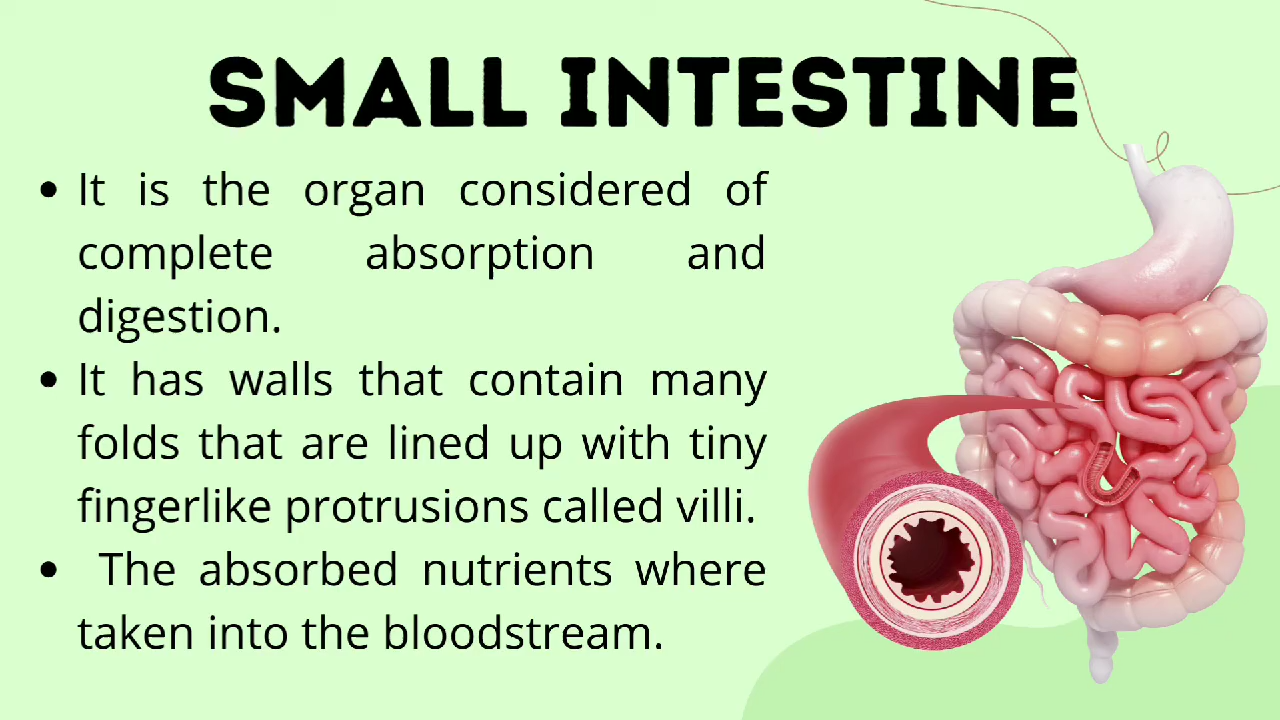 SMALL INTESTINE
• It is the organ considered of
complete absorption and
digestion.
• It has walls that contain many
folds that are lined up with tiny
fingerlike protrusions called villi.
• The absorbed nutrients where
taken into the bloodstream.